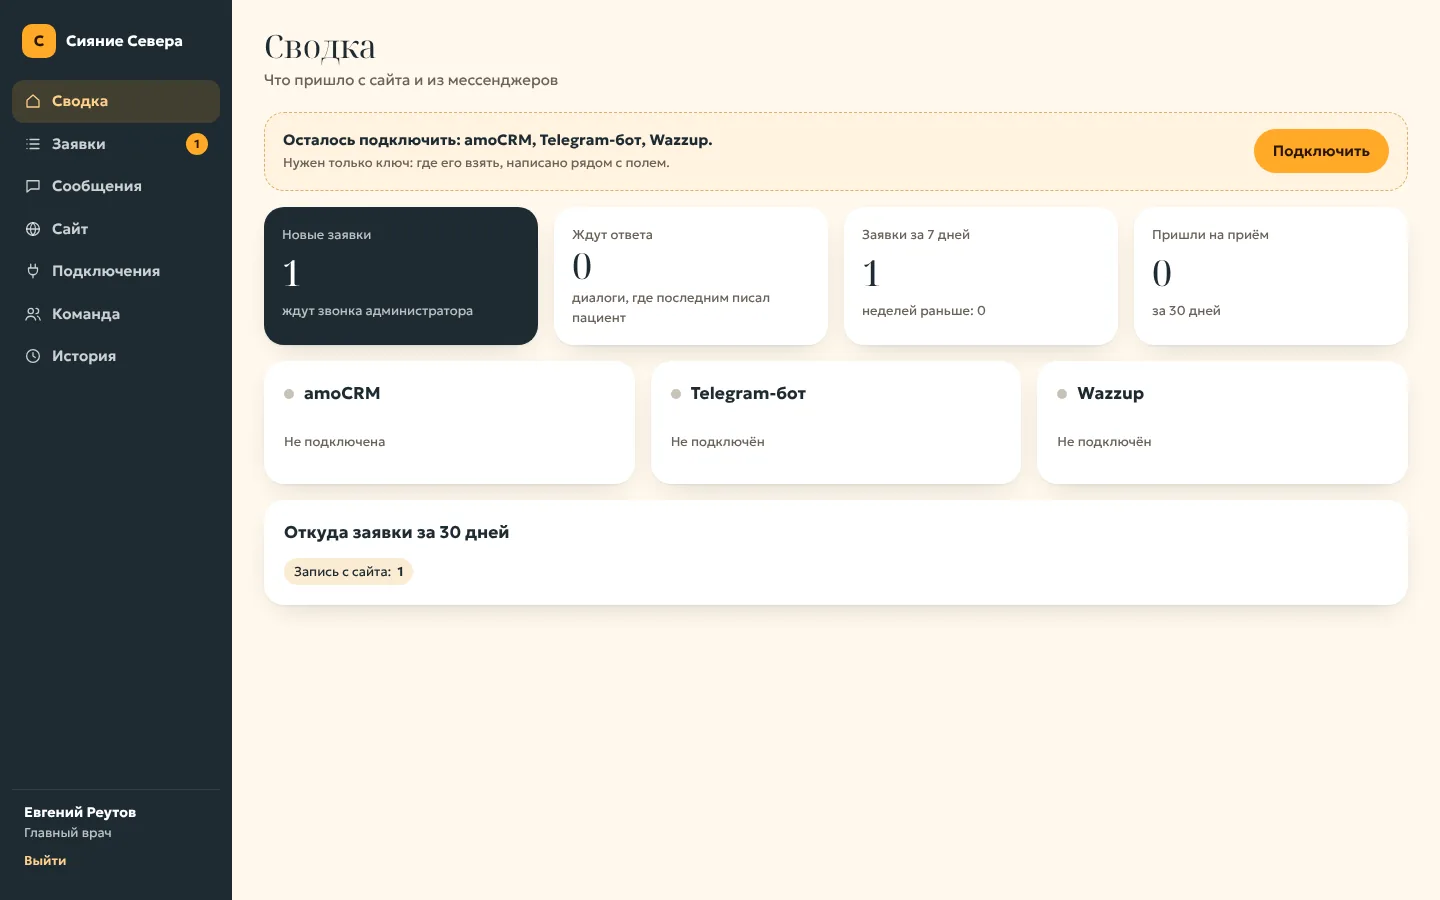 С
Сияние Севера
Сводка
Заявки
1
Сообщения
Сайт
Подключения
Команда
История
Евгений Реутов
Главный врач
Выйти
Сводка
Что пришло с сайта и из мессенджеров
Осталось подключить: amoCRM, Telegram-бот, Wazzup.
Нужен только ключ: где его взять, написано рядом с полем.
Подключить
Новые заявки
1
ждут звонка администратора
Ждут ответа
0
диалоги, где последним писал
пациент
Заявки за 7 дней
1
неделей раньше: 0
Пришли на приём
0
за 30 дней
amoCRM
Не подключена
Telegram-бот
Не подключён
Wazzup
Не подключён
Откуда заявки за 30 дней
Запись с сайта: 1